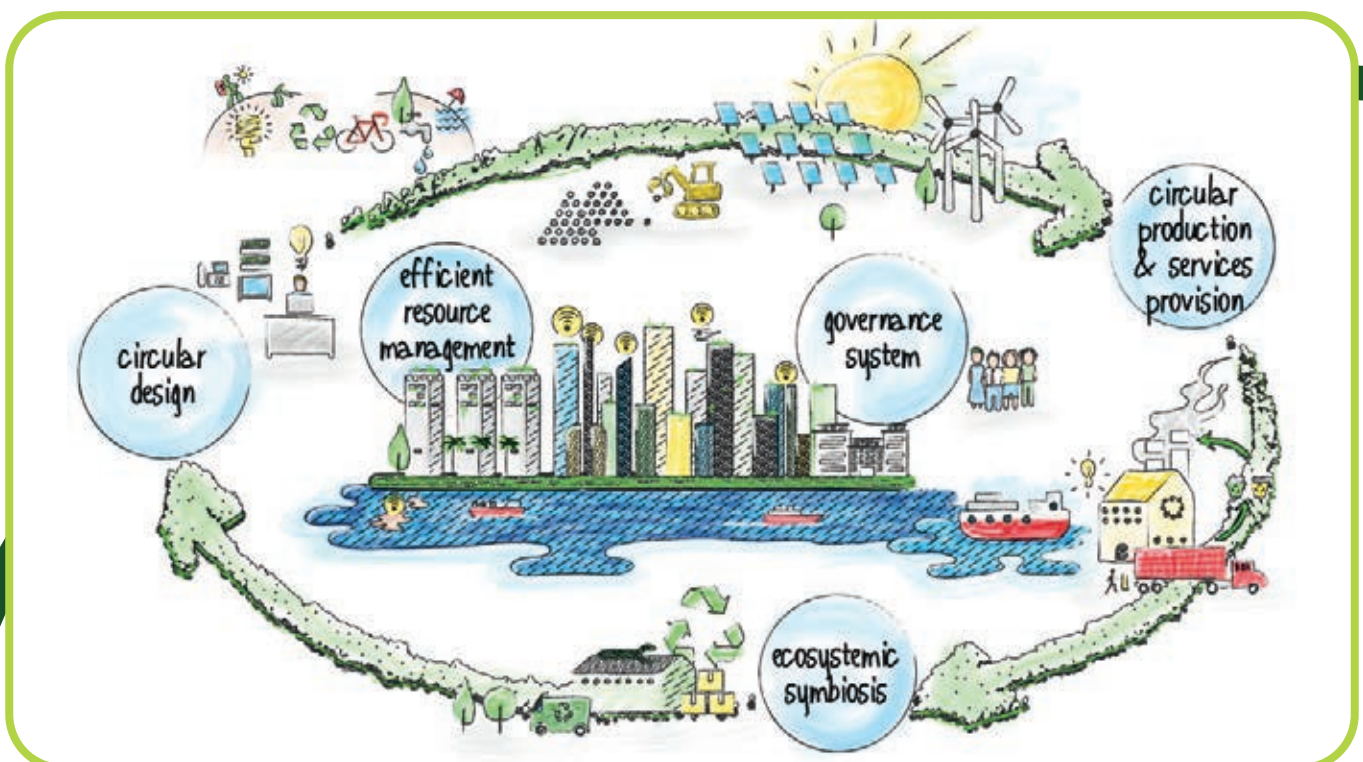 circular
production
& services
provision
efficient
resource
management
governance
system
circular
design
ecosystemic
symbiosis